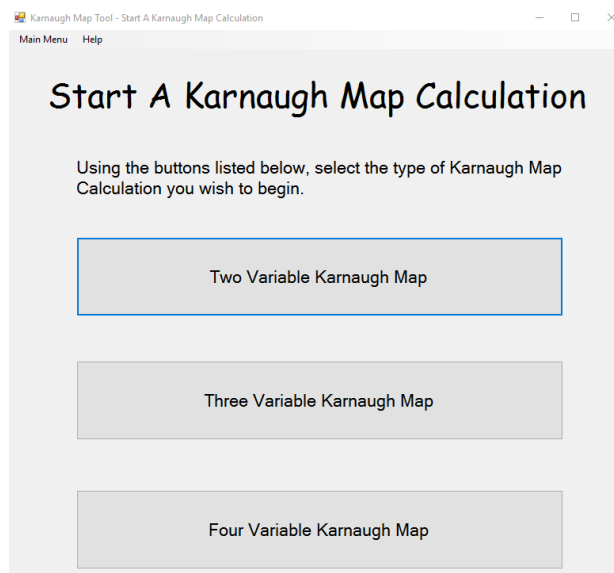 Karnaugh Map Tool - Start A Karnaugh Map Calculation
Main Menu Help
Start A Karnaugh Map Calculation
Using the buttons listed below, select the type of Karnaugh Map
Calculation you wish to begin.
Two Variable Karnaugh Map
Three Variable Karnaugh Map
Four Variable Karnaugh Map